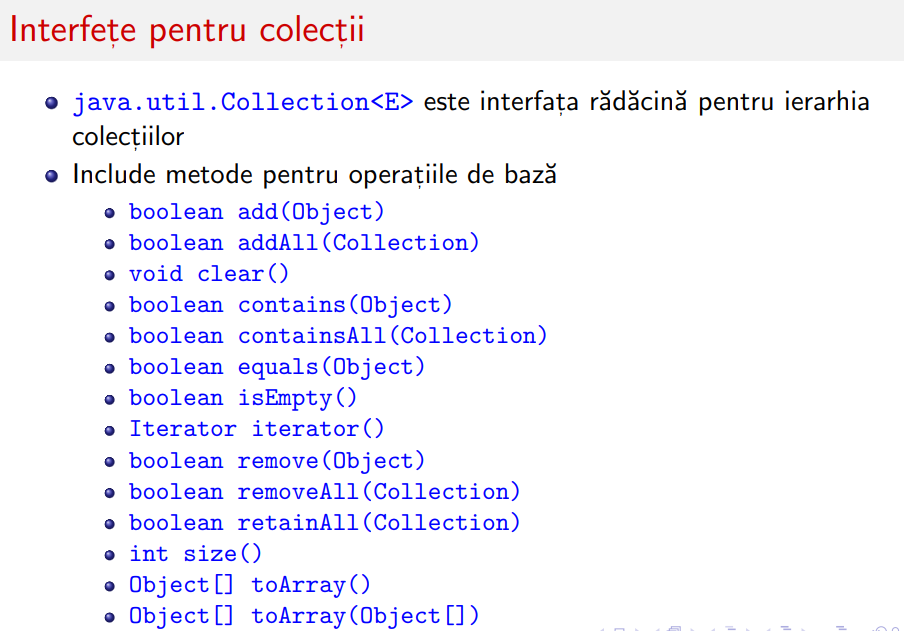 Interfețe pentru colecții
java.util.Collection<E> este interfața rădăcină pentru ierarhia
colecțiilor
Include metode pentru operațiile de bază
boolean add(Object)
boolean addAll(Collection)
void clear()
boolean contains(Object)
boolean containsAll(Collection)
boolean equals(Object)
boolean isEmpty()
Iterator iterator()
boolean remove(Object)
boolean removeAll(Collection)
boolean retainAll(Collection)
int size()
Object[] toArray()
Object[] toArray(Object[])